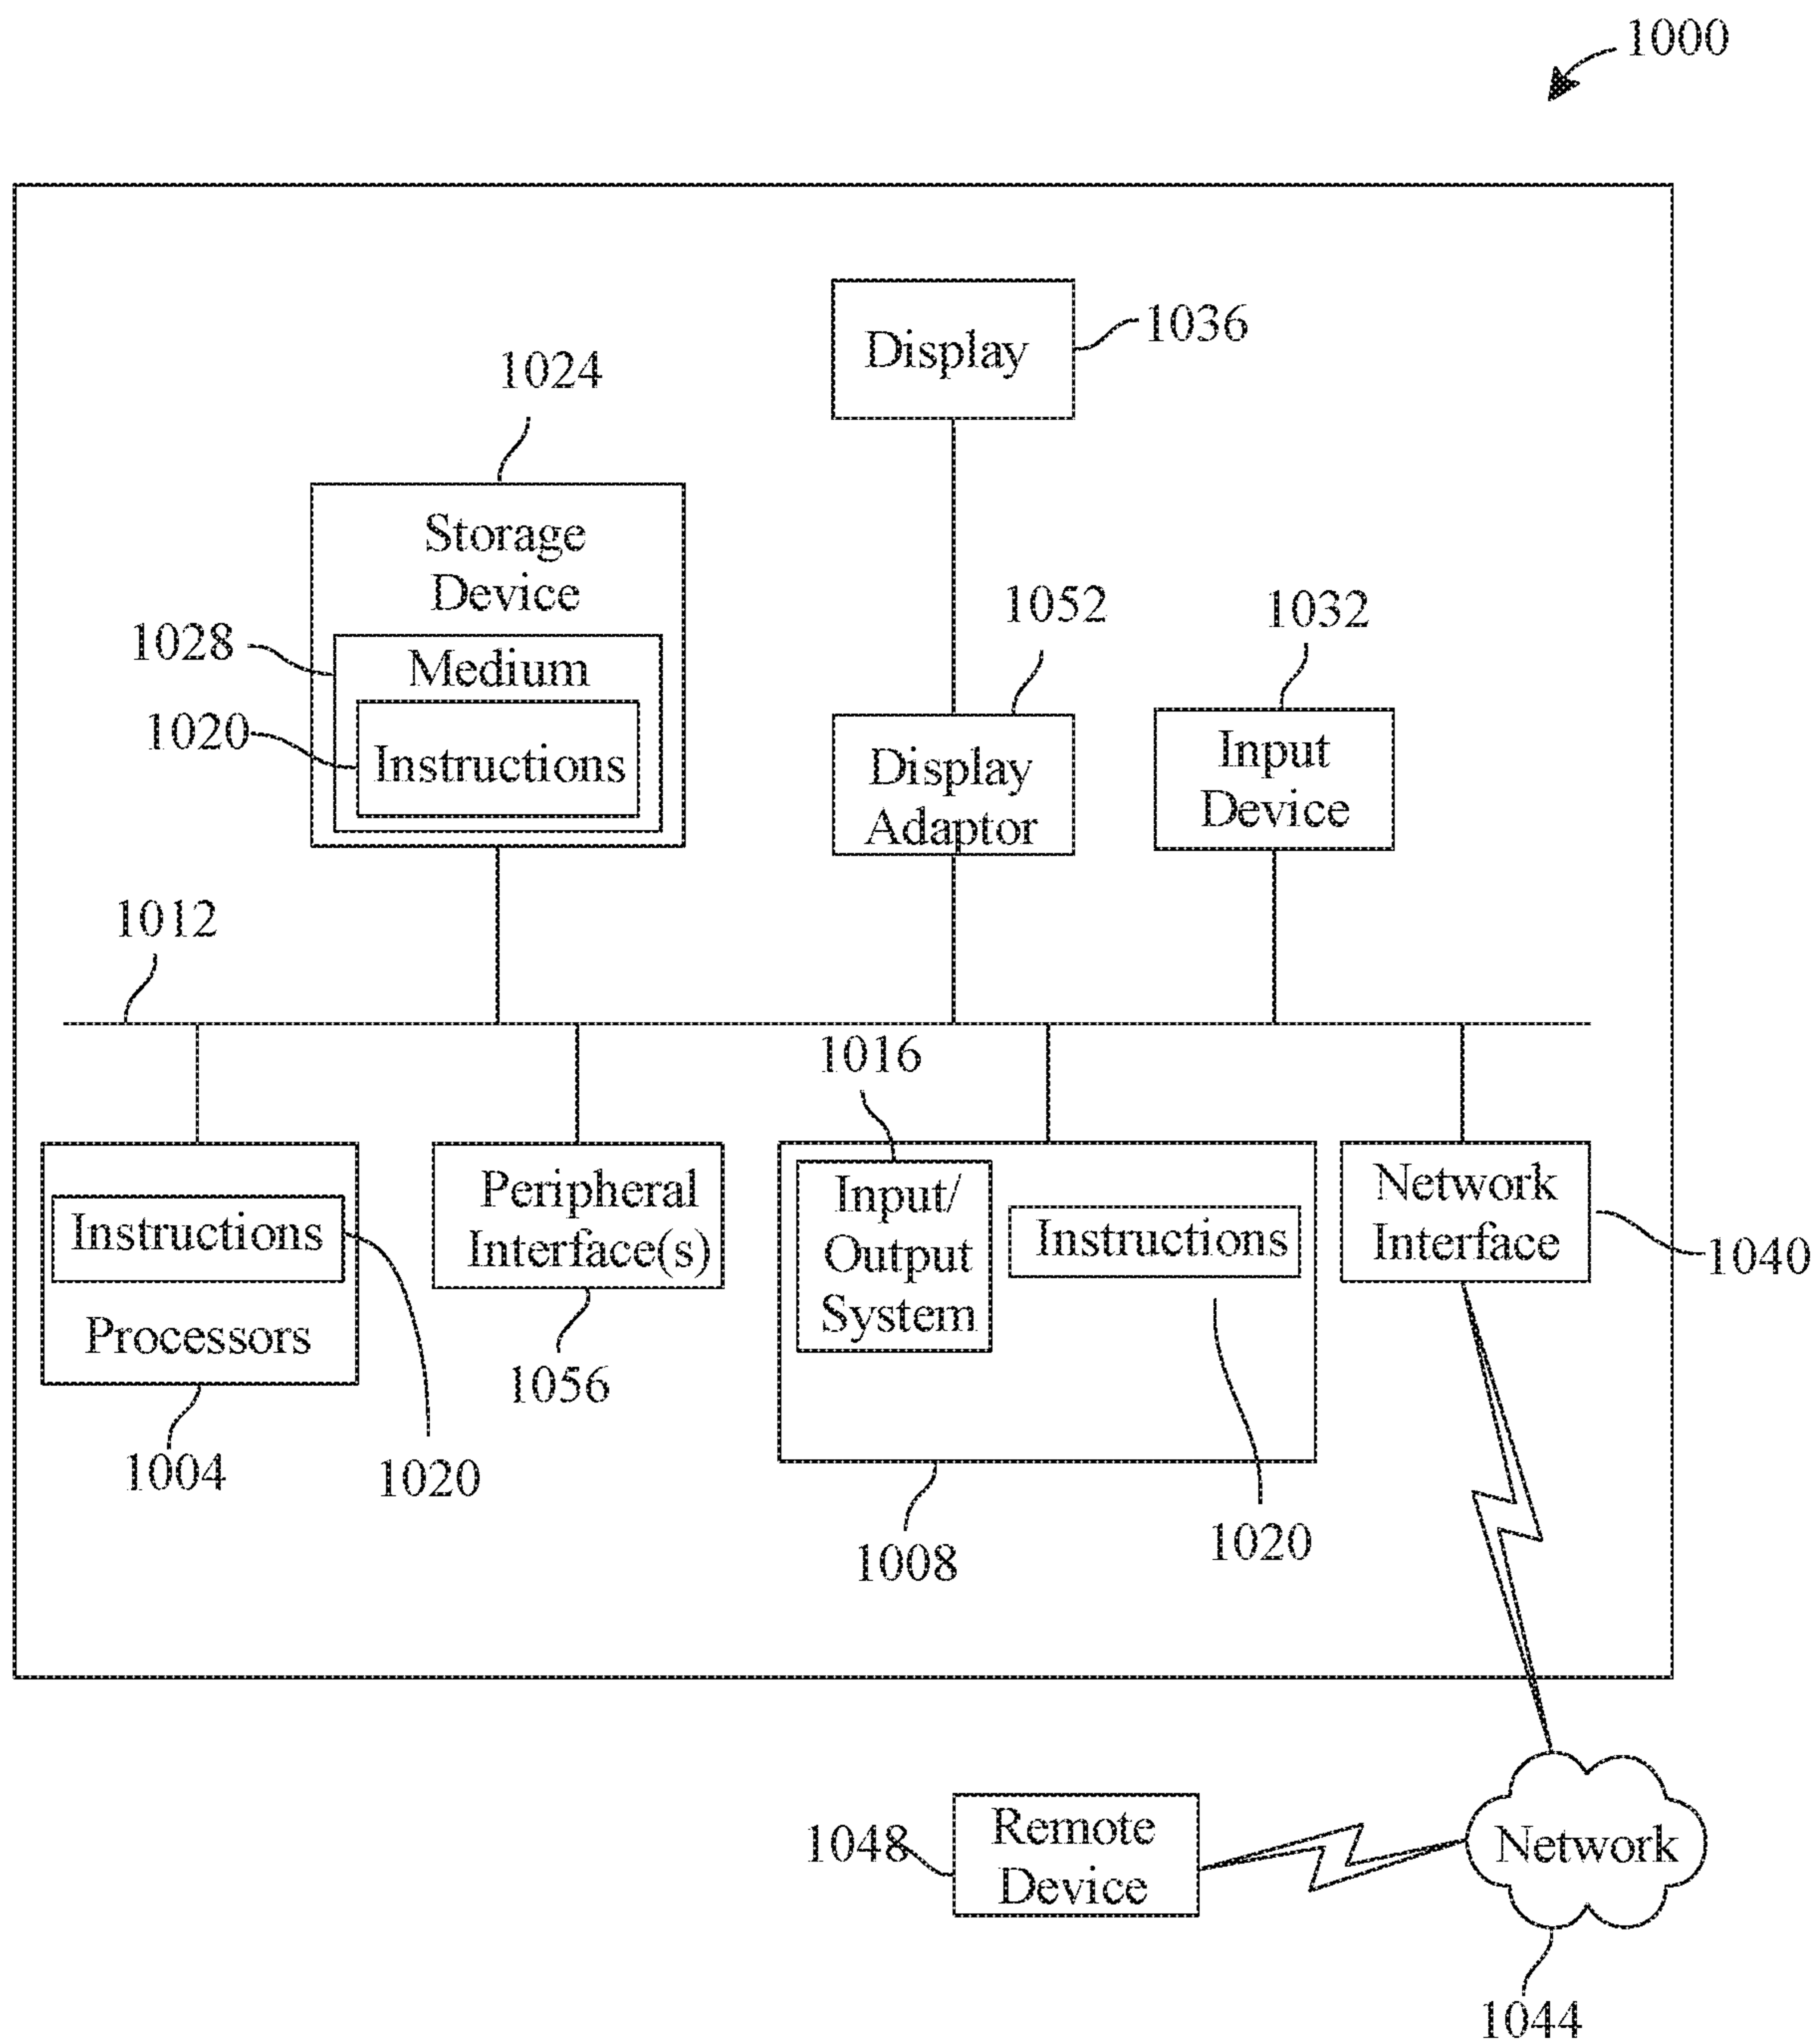 1000
Display
1036
1024
Storage
Device
1028
Medium
1020
Instructions
1052
Display
Adaptor
1032
Input
Device
1012
1016
Instructions
Processors
1004
1020
Peripheral
Interface(s)
1056
Input/
Output
System
Instructions
1008
1020
Network
Interface
1040
1048
Remote
Device
Network
1044